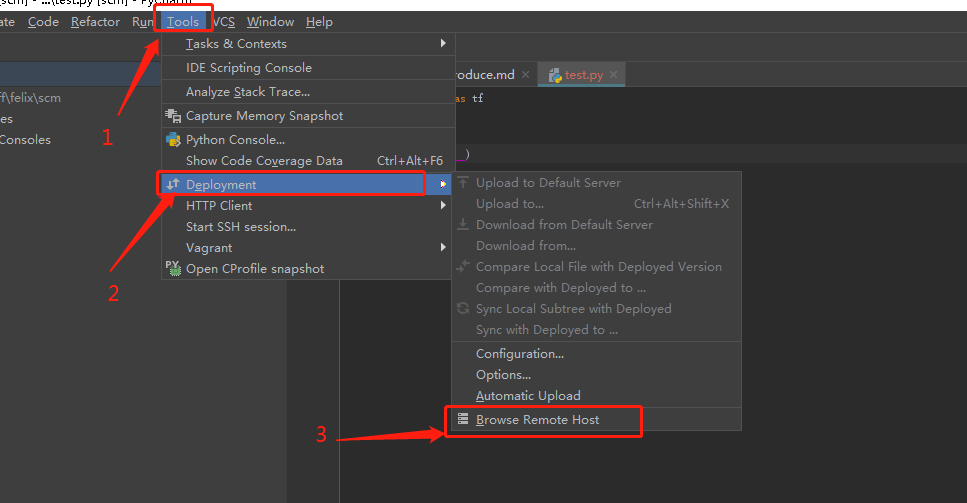 [scm] - ...\test.py [scm] - PyCharm
ate Code Refactor Run Tools VCS Window Help
Tasks & Contexts
IDE Scripting Console
ff\felix\scm
Analyze Stack Trace...
es
Capture Memory Snapshot
Consoles
Python Console...
Show Code Coverage Data Ctrl+Alt+F6
Deployment
HTTP Client
Start SSH session...
Vagrant
Open CProfile snapshot
roduce.md
test.py
as tf
)
Upload to Default Server
Upload to... Ctrl+Alt+Shift+X
Download from Default Server
Download from...
Compare Local File with Deployed Version
Compare with Deployed to ...
Sync Local Subtree with Deployed
Sync with Deployed to ...
Configuration...
Options...
Automatic Upload
Browse Remote Host
1
2
3